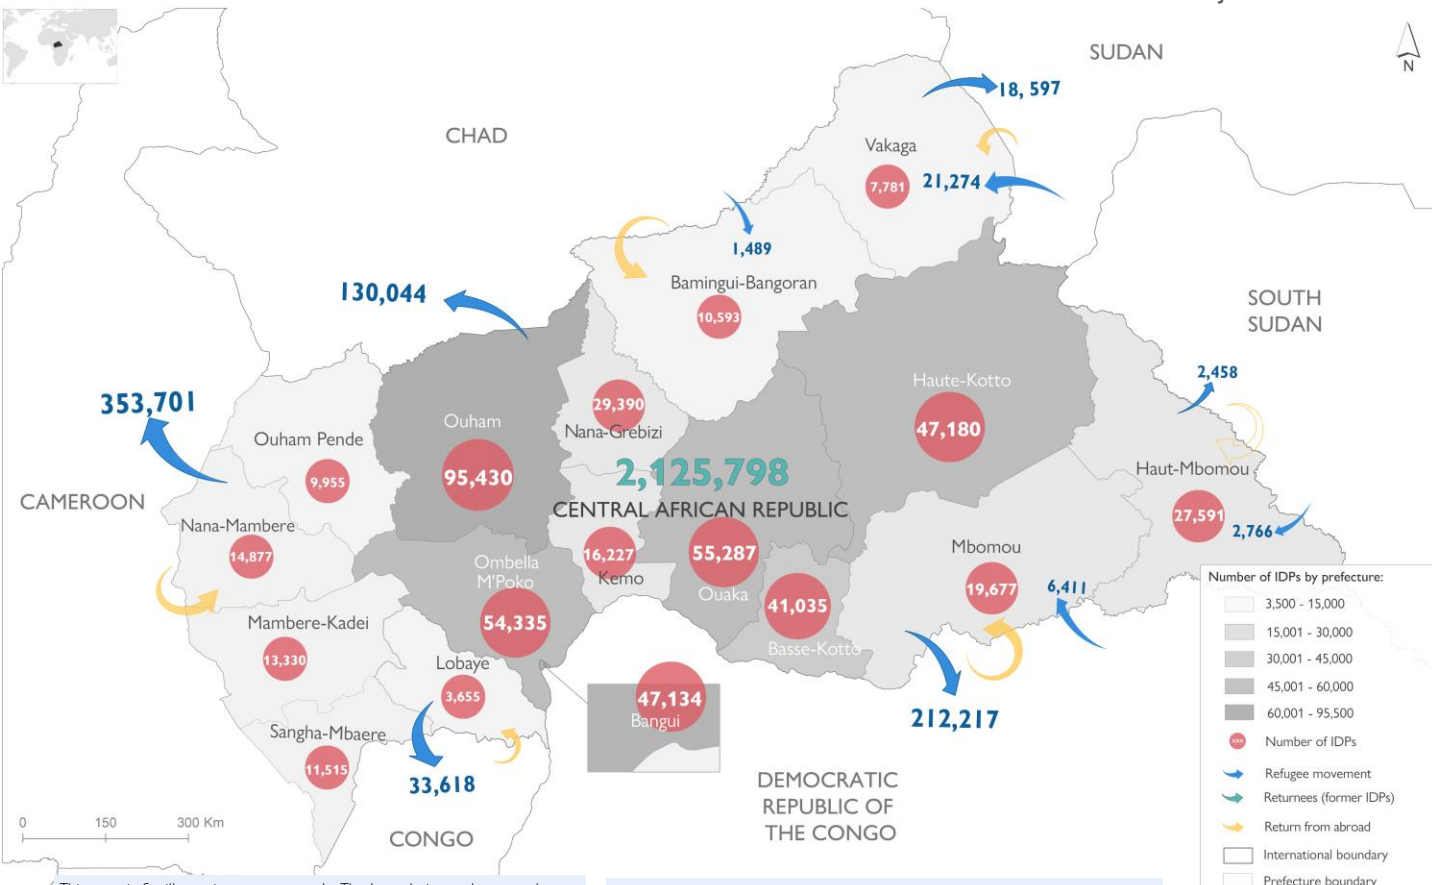 SUDAN
N
18, 597
CHAD
Vakaga
7,781
21,274
1,489
Bamingui-Bangoran
10,593
130,044
SOUTH
SUDAN
2,458
353,701
Haute-Kotto
47,180
29,390
Nana-Grebizi
Ouham
95,430
Ouham Pende
9,955
2,125,798
CENTRAL AFRICAN REPUBLIC
Haut-Mbomou
27,591
2,766
CAMEROON
Nana-Mbere
14,877
16,227
Kemo
55,287
Ouaka
Ombella
M'Poko
54,335
41,035
Basse-Kotto
Mbomou
19,677
6,411
Mambere-Kadei
13,330
Lobaye
3,655
47,134
Bangui
212,217
Sangha-Mbaere
11,515
33,618
CONGO
DEMOCRATIC
REPUBLIC OF
THE CONGO
0 150 300 Km
Number of IDPs by prefecture:
3,500 - 15,000
15,001 - 30,000
30,001 - 45,000
45,001 - 60,000
60,001 - 95,500
xxx Number of IDPs
Refugee movement
Returnees (former IDPs)
Return from abroad
International boundary
Prefecture boundary